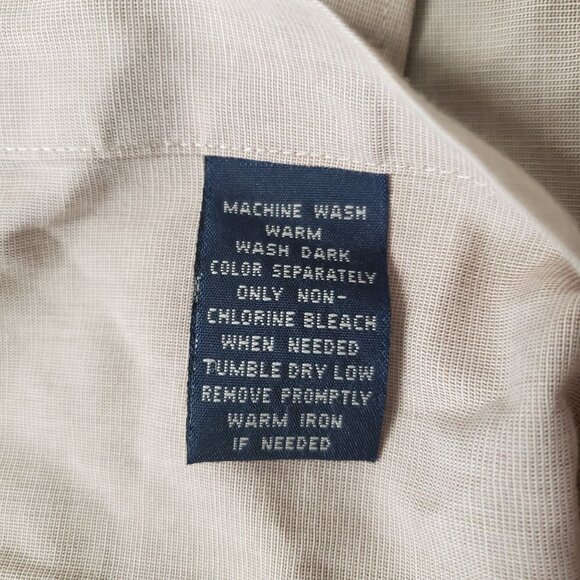 MACHINE WASH
WARM
WASH DARK
COLOR SEPARATELY
ONLY NON-
CHLORINE BLEACH
WHEN NEEDED
TUMBLE DRY LOW
REMOVE PROMPTLY
WARM IRON
IF NEEDED